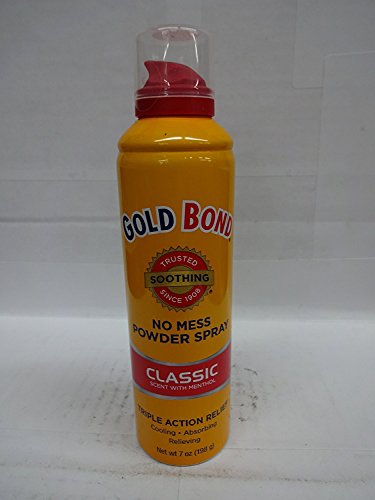 GOLD BOND
TRUSTED
SOOTHING
SINCE 1908
NO MESS
POWDER SPRAY
CLASSIC
SCENT WITH MENTHOL
TRIPLE ACTION RELIEF
Cooling • Absorbing
Relieving
Net wt 7 oz (198 g)